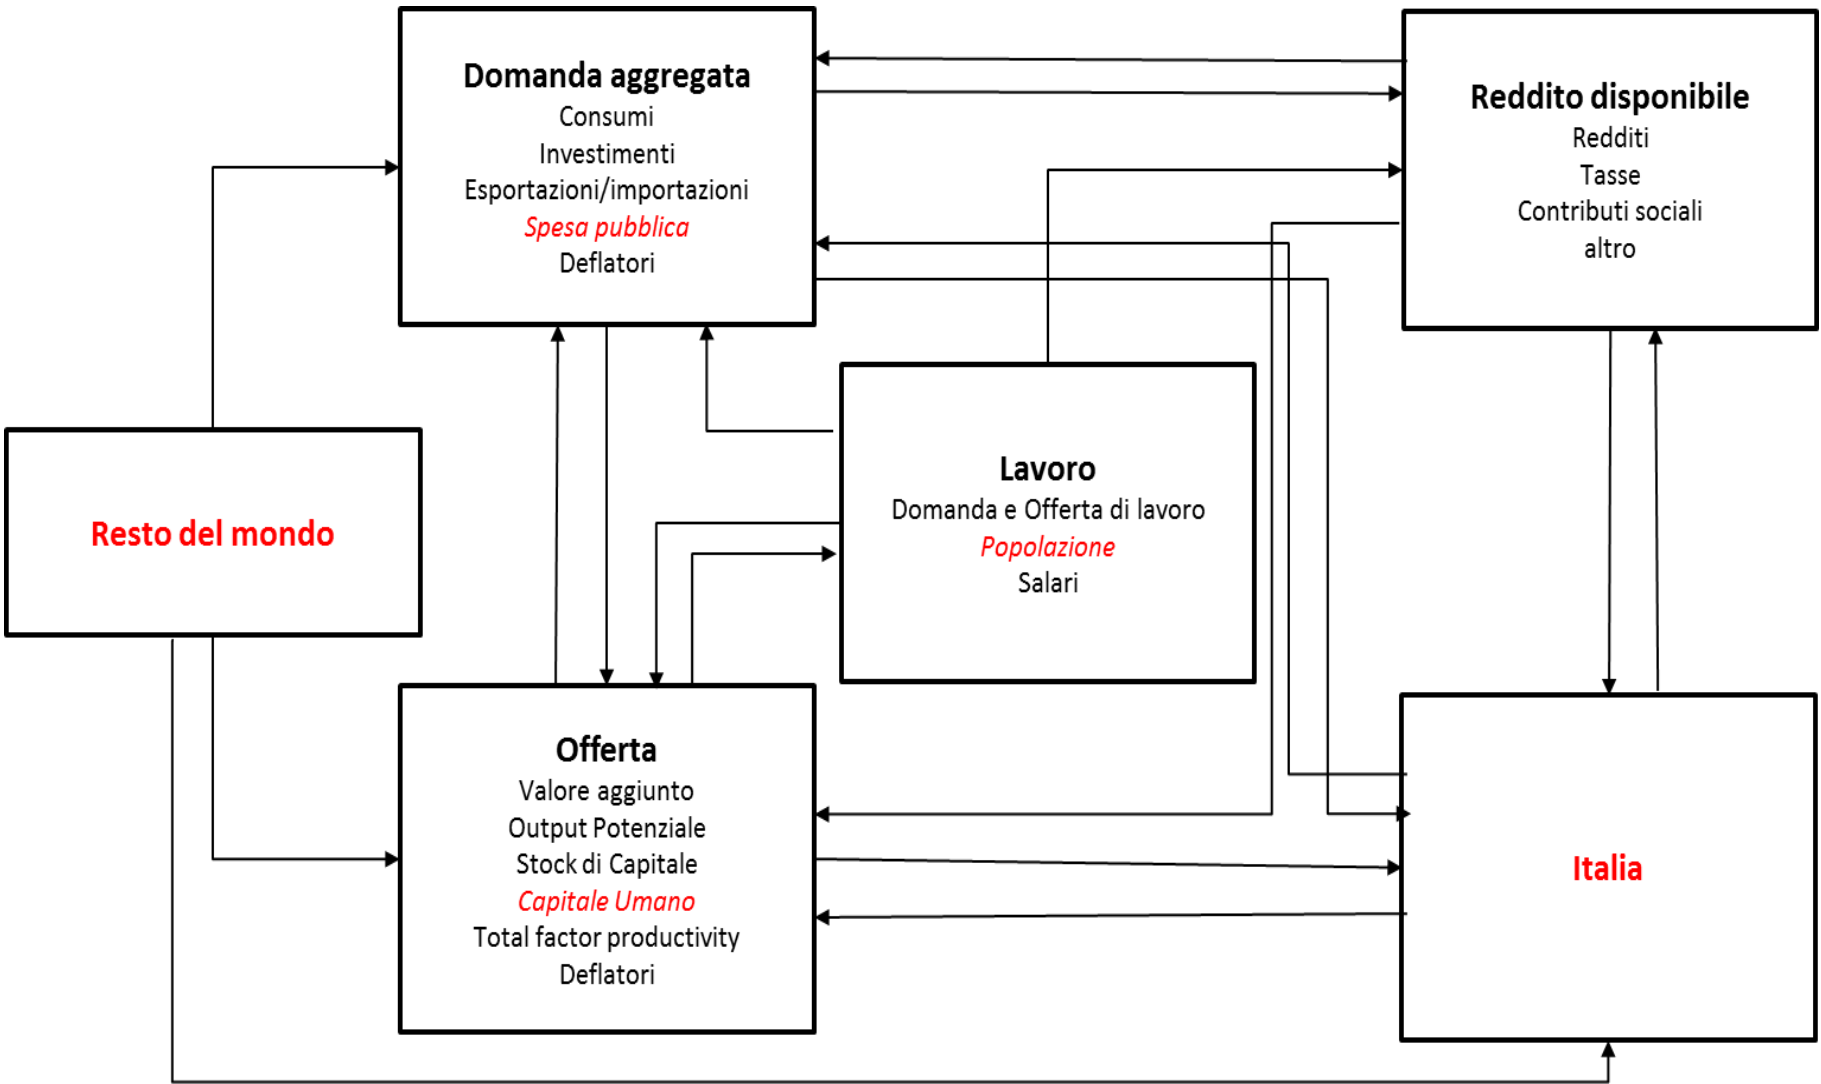 Domanda aggregata
Consumi
Investimenti
Esportazioni/importazioni
Spesa pubblica
Deflatori
Reddito disponibile
Redditi
Tasse
Contributi sociali
altro
Resto del mondo
Lavoro
Domanda e Offerta di lavoro
Popolazione
Salari
Offerta
Valore aggiunto
Output Potenziale
Stock di Capitale
Capitale Umano
Total factor productivity
Deflatori
Italia